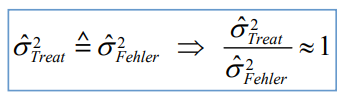 σ̂²_Treat ≙ σ̂²_Fehler ⇒ σ̂²_Treat / σ̂²_Fehler ≈ 1